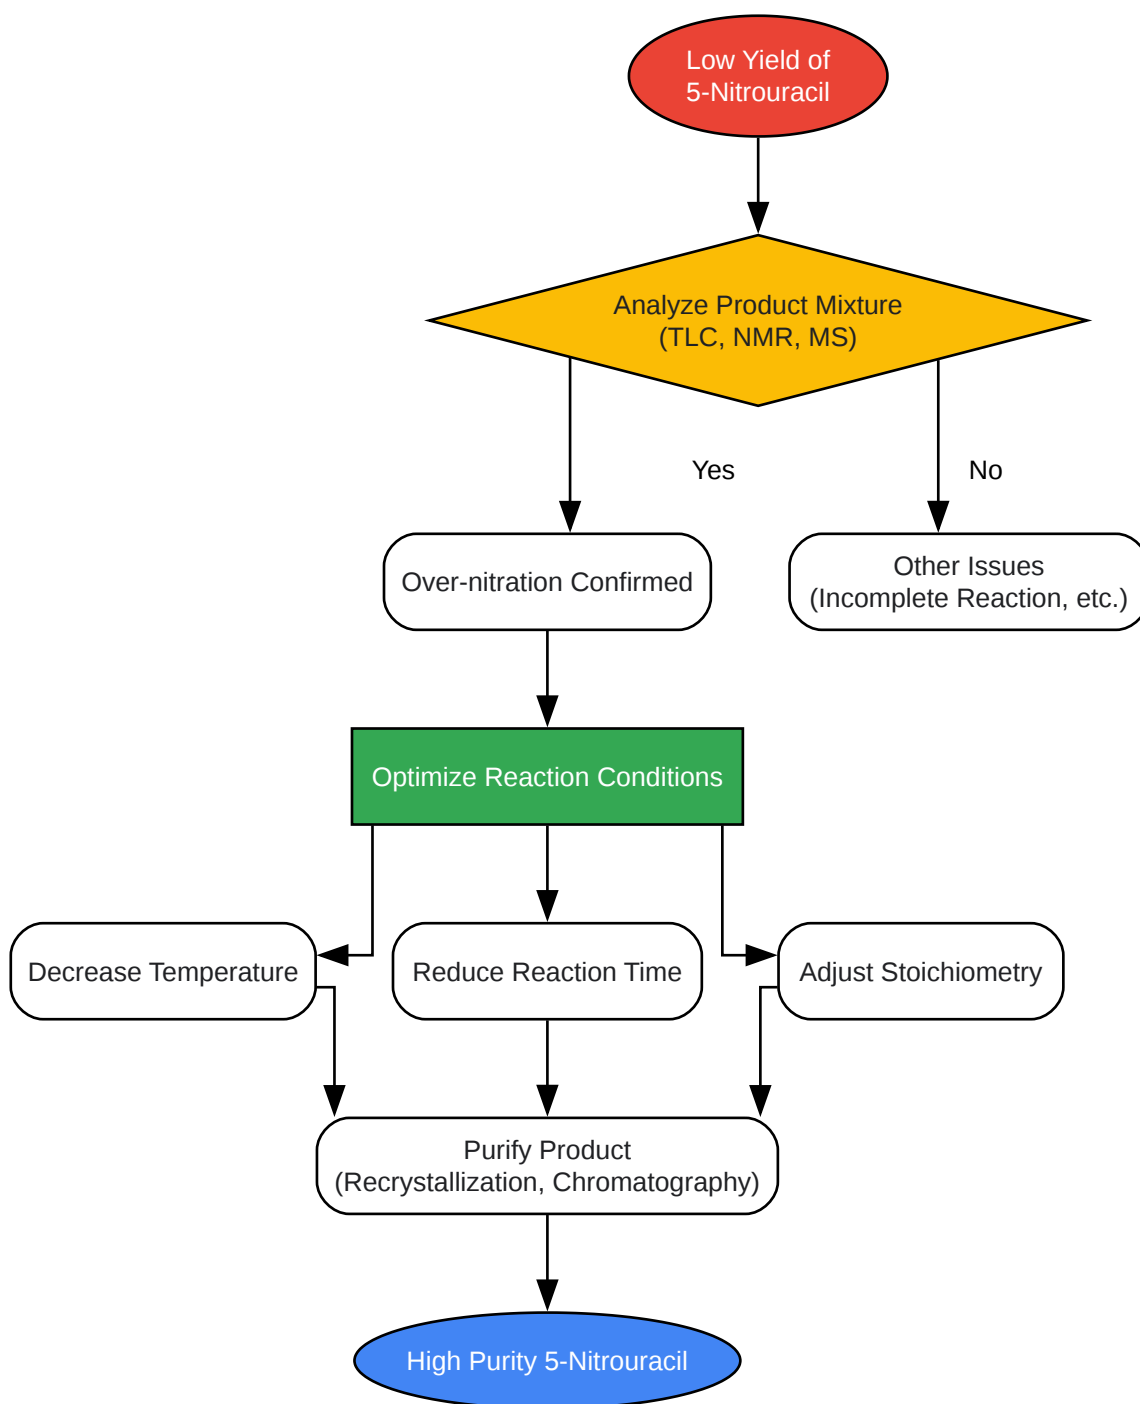 Low Yield of
5-Nitrouracil
Analyze Product Mixture
(TLC, NMR, MS)
Yes
No
Over-nitration Confirmed
Other Issues
(Incomplete Reaction, etc.)
Optimize Reaction Conditions
Decrease Temperature
Reduce Reaction Time
Adjust Stoichiometry
Purify Product
(Recrystallization, Chromatography)
High Purity 5-Nitrouracil